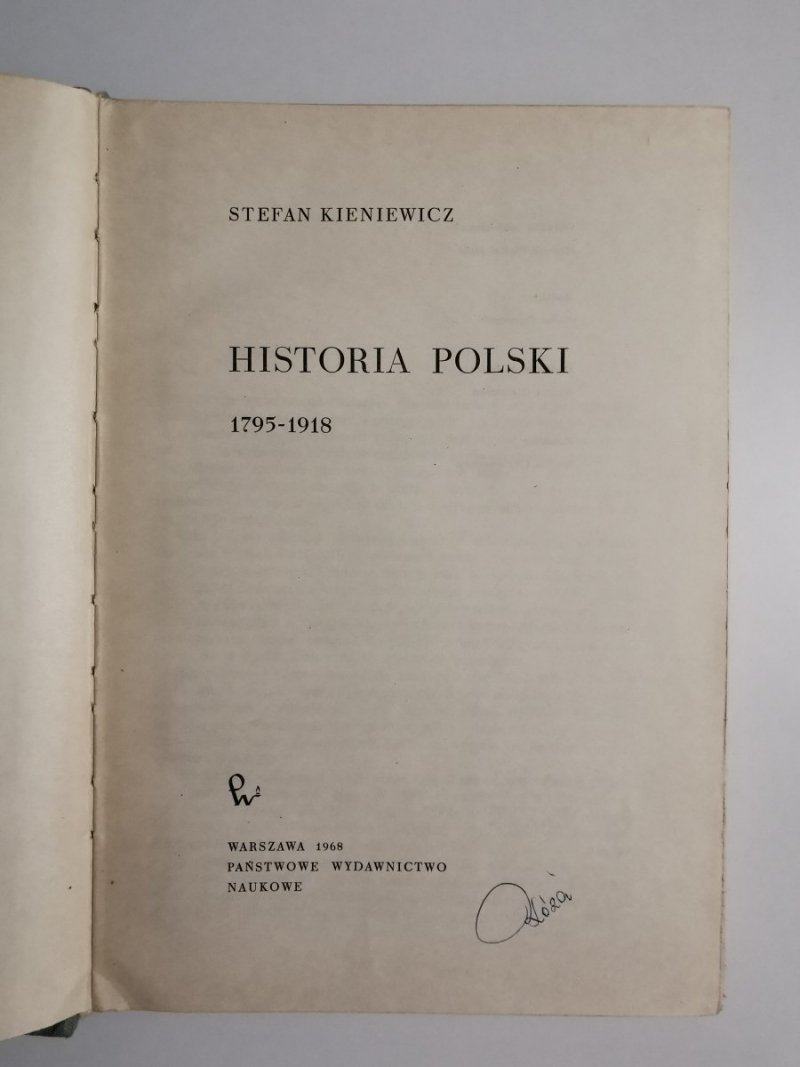 STEFAN KIENIEWICZ
HISTORIA POLSKI
1795-1918
WARSZAWA 1968
PAŃSTWOWE WYDAWNICTWO
NAUKOWE